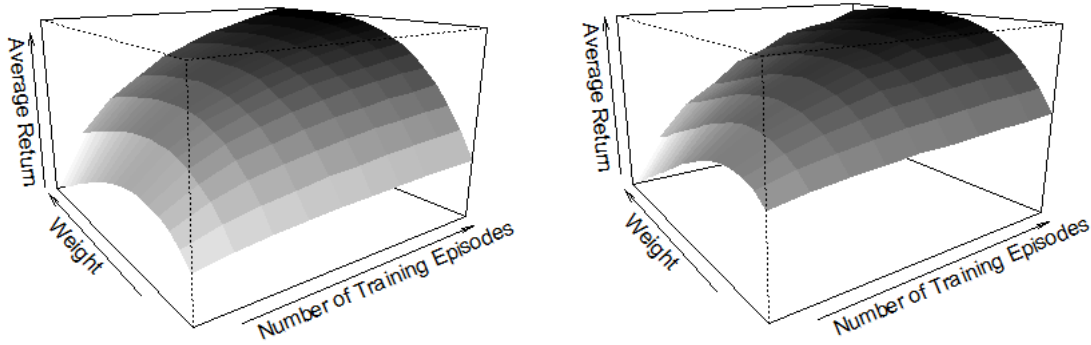 Average Return
Weight
Number of Training Episodes
Average Return
Weight
Number of Training Episodes